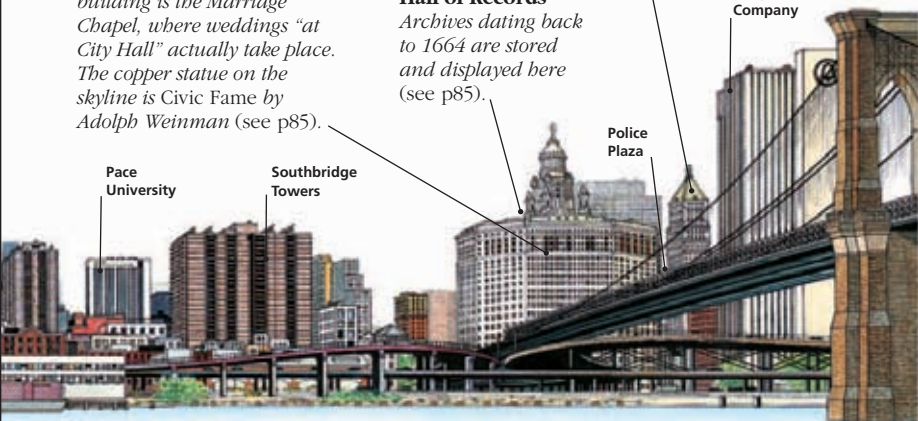 building is the Marriage
Chapel, where weddings “at
City Hall” actually take place.
The copper statue on the
skyline is Civic Fame by
Adolph Weinman (see p85).
Hall of Records
Archives dating back
to 1664 are stored
and displayed here
(see p85).
Company
Police
Plaza
Pace
University
Southbridge
Towers